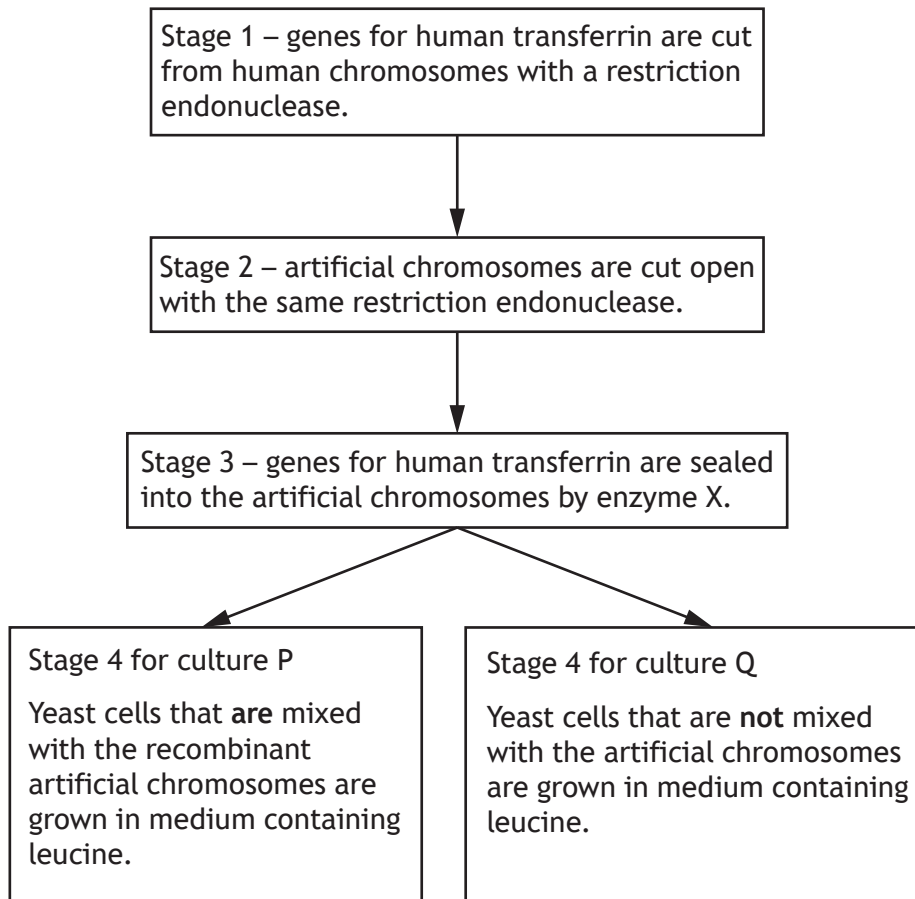 Stage 1 – genes for human transferrin are cut
from human chromosomes with a restriction
endonuclease.
Stage 2 – artificial chromosomes are cut open
with the same restriction endonuclease.
Stage 3 – genes for human transferrin are sealed
into the artificial chromosomes by enzyme X.
Stage 4 for culture P
Yeast cells that are mixed
with the recombinant
artificial chromosomes are
grown in medium containing
leucine.
Stage 4 for culture Q
Yeast cells that are not mixed
with the artificial chromosomes
are grown in medium containing
leucine.